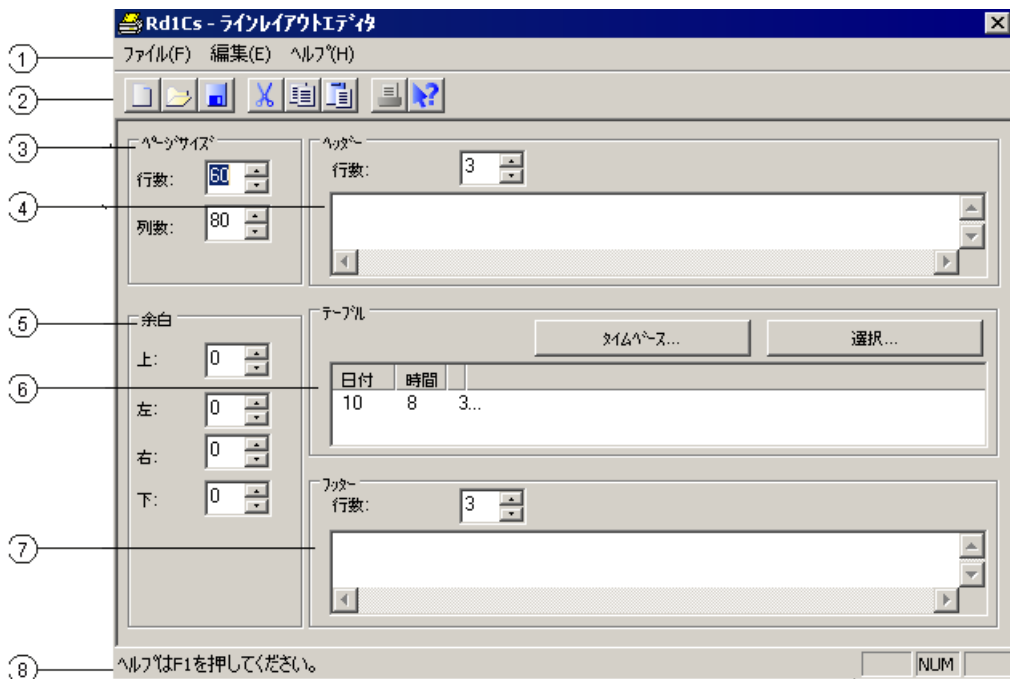 Rd1Cs - ﾗｲﾝﾚｲｱｳﾄｴﾃﾞｨﾀ
① ﾌｧｲﾙ(F) 編集(E) ﾍﾙﾌﾟ(H)
②
③ ﾍﾟｰｼﾞｻｲｽﾞ
行数: 60
列数: 80
ﾍｯﾀﾞｰ
行数: 3
④
⑤ 余白
上: 0
左: 0
右: 0
下: 0
ﾃｰﾌﾞﾙ
ﾀｲﾑﾍﾞｰｽ... 選択...
⑥
日付 時間
10 8 3...
ﾌｯﾀｰ
行数: 3
⑦
⑧ ﾍﾙﾌﾟはF1を押してください。 NUM